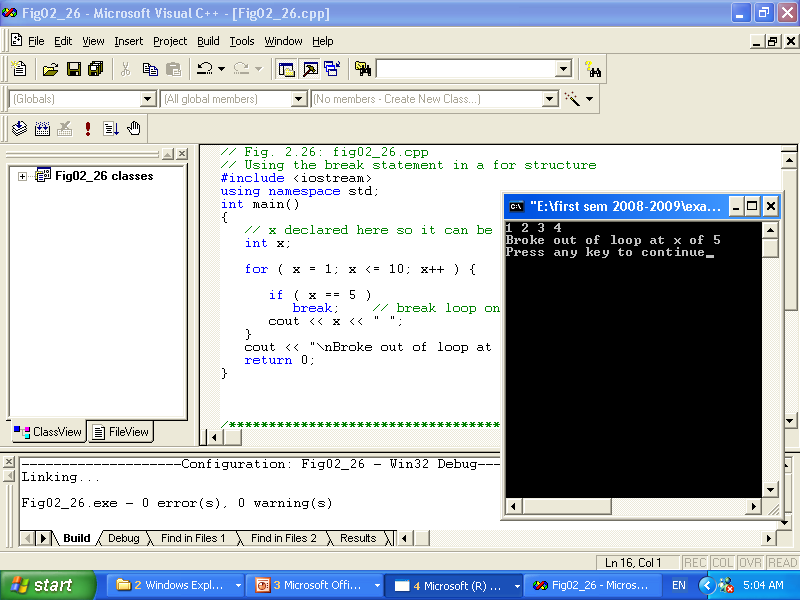 Fig02_26 - Microsoft Visual C++ - [Fig02_26.cpp]
File Edit View Insert Project Build Tools Window Help
(Globals) (All global members) (No members - Create New Class...)
Fig02_26 classes
ClassView FileView
// Fig. 2.26: fig02_26.cpp
// Using the break statement in a for structure
#include <iostream>
using namespace std;
int main()
{
// x declared here so it can be
int x;
for ( x = 1; x <= 10; x++ ) {
if ( x == 5 )
break; // break loop on
cout << x << " ";
}
cout << "\nBroke out of loop at
return 0;
}
/************************************
"E:\first sem 2008-2009\exa...
1 2 3 4
Broke out of loop at x of 5
Press any key to continue_
--------------------Configuration: Fig02_26 - Win32 Debug---
Linking...
Fig02_26.exe - 0 error(s), 0 warning(s)
Build Debug Find in Files 1 Find in Files 2 Results
Ln 16, Col 1 REC COL OVR READ
start 2 Windows Expl... 3 Microsoft Offi... 4 Microsoft (R) ... Fig02_26 - Micros... EN 5:04 AM